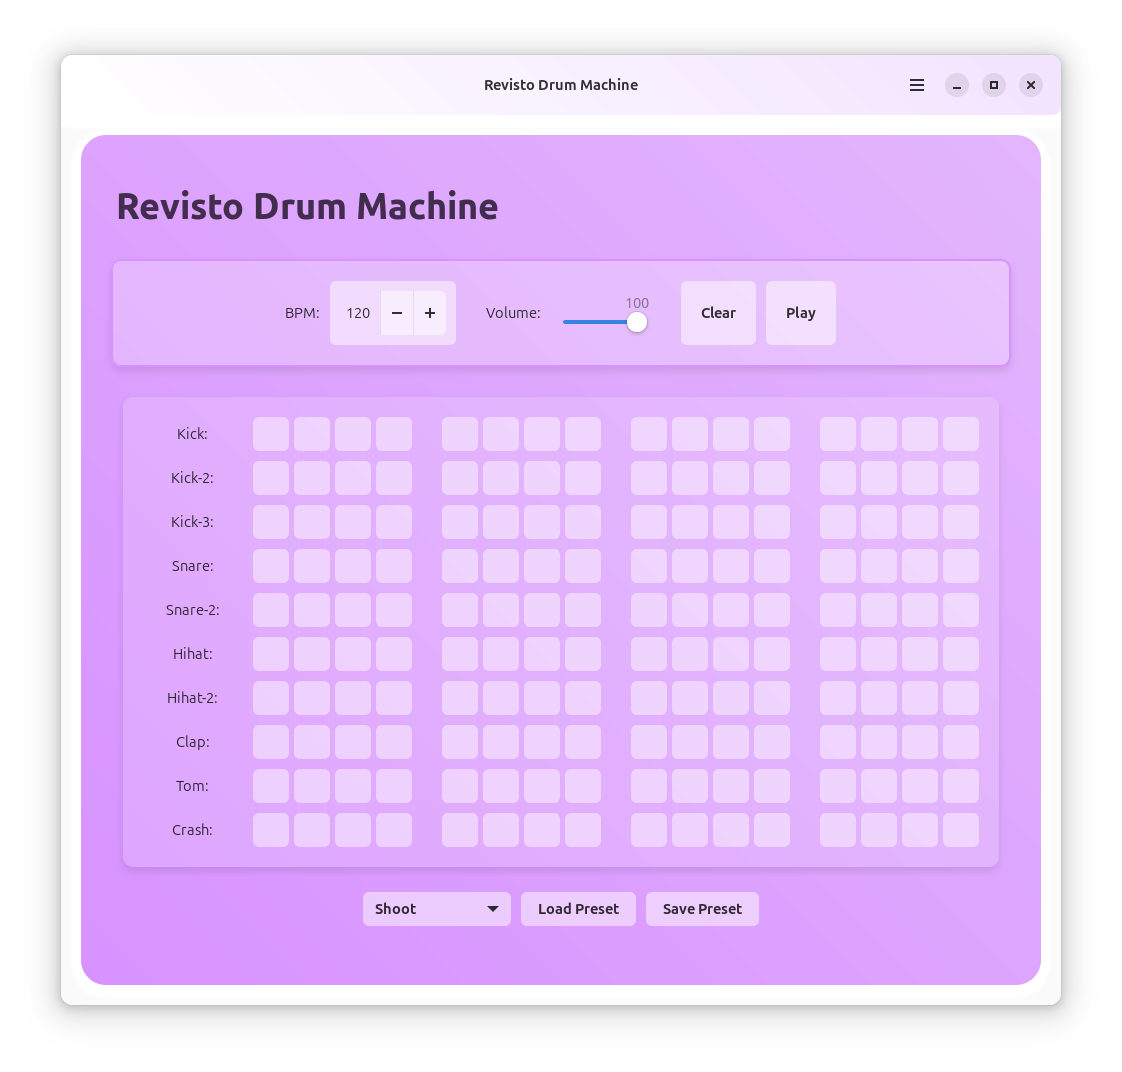 Revisto Drum Machine
Revisto Drum Machine
BPM: 120 − + Volume: 100 Clear Play
Kick:
Kick-2:
Kick-3:
Snare:
Snare-2:
Hihat:
Hihat-2:
Clap:
Tom:
Crash:
Shoot Load Preset Save Preset